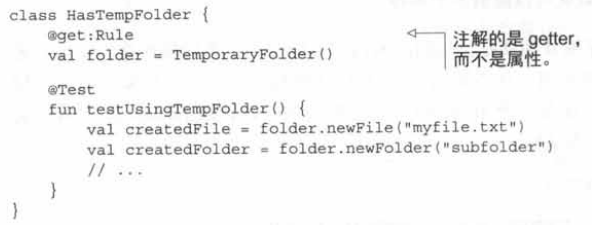 class HasTempFolder {
    @get:Rule
    val folder = TemporaryFolder()
注解的是 getter,
而不是属性。
    @Test
    fun testUsingTempFolder() {
        val createdFile = folder.newFile("myfile.txt")
        val createdFolder = folder.newFolder("subfolder")
        // ...
    }
}